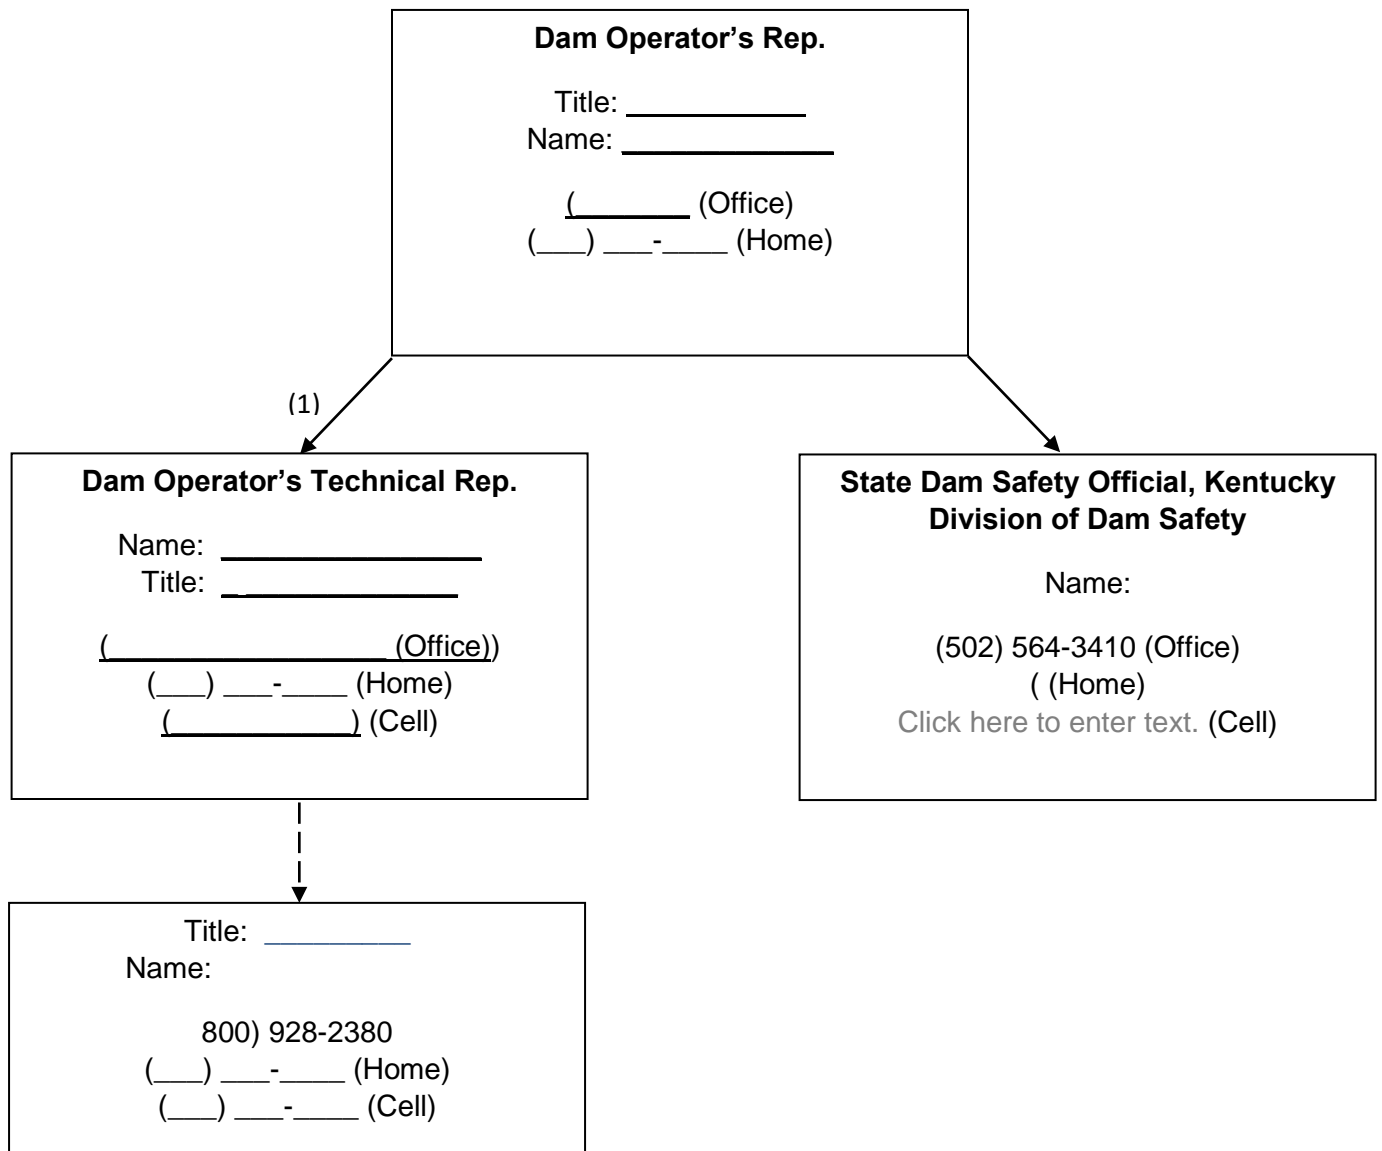 Dam Operator’s Rep.
Title: ___________
Name: _____________
(_______ (Office)
(___) ___-____ (Home)
(1)
Dam Operator’s Technical Rep.
Name: ________________
Title: _ _____________
(_________________ (Office))
(___) ___-____ (Home)
(___________) (Cell)
State Dam Safety Official, Kentucky
Division of Dam Safety
Name:
(502) 564-3410 (Office)
( (Home)
Click here to enter text. (Cell)
Title: _________
Name:
800) 928-2380
(___) ___-____ (Home)
(___) ___-____ (Cell)